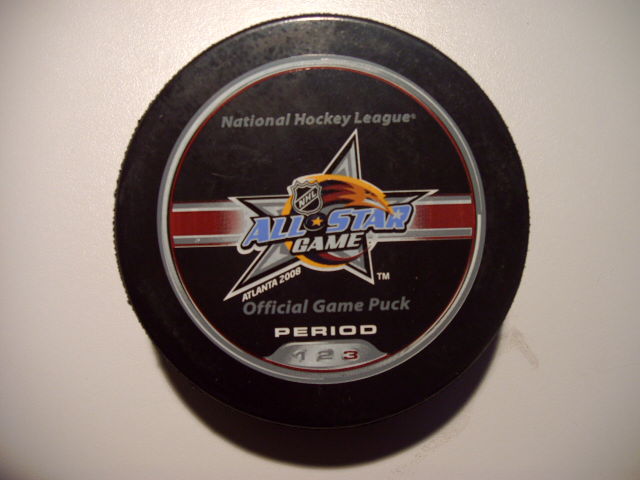 National Hockey League®
NHL
ALL STAR
GAME
ATLANTA 2008
TM
Official Game Puck
PERIOD
1 2 3